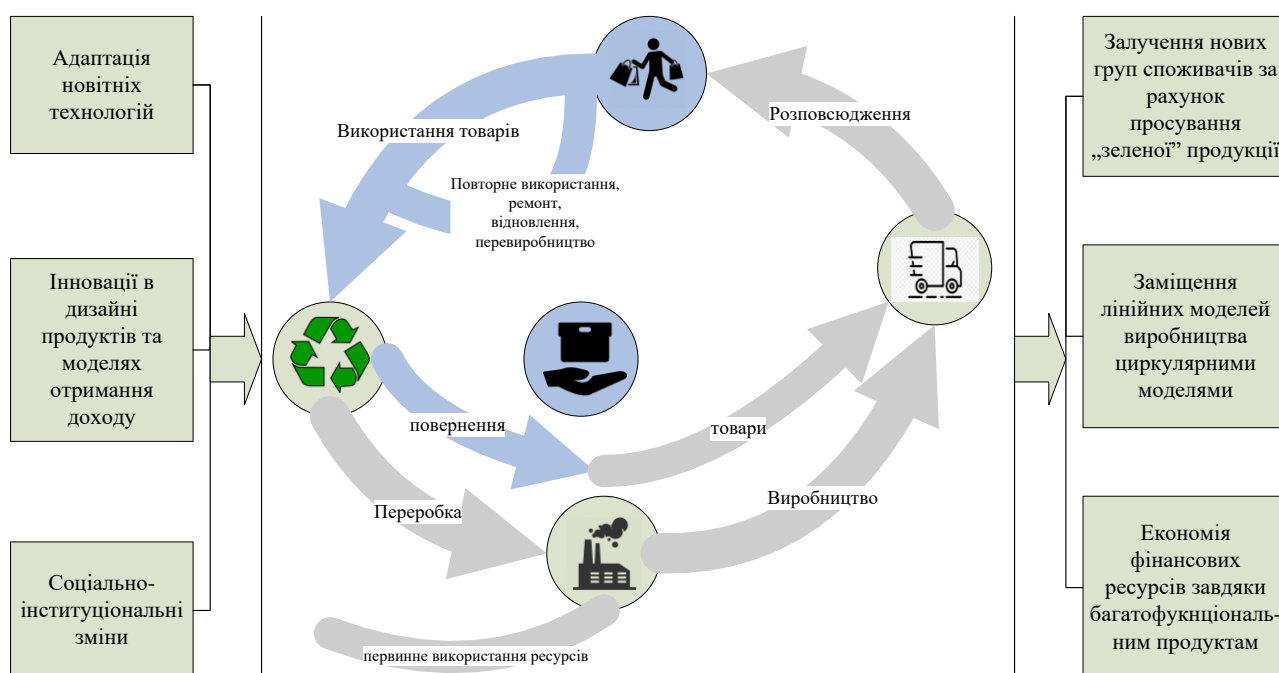 Адаптація
новітніх
технологій
Інновації в
дизайні
продуктів та
моделях
отримання
доходу
Соціально-
інституціональні
зміни
Використання товарів
Повторне використання,
ремонт,
відновлення,
перевиробництво
Розповсюдження
повернення
товари
Переробка
Виробництво
первинне використання ресурсів
Залучення нових
груп споживачів за
рахунок
просування
„зеленої” продукції
Заміщення
лінійних моделей
виробництва
циркулярними
моделями
Економія
фінансових
ресурсів завдяки
багатофукнціональ-
ним продуктам